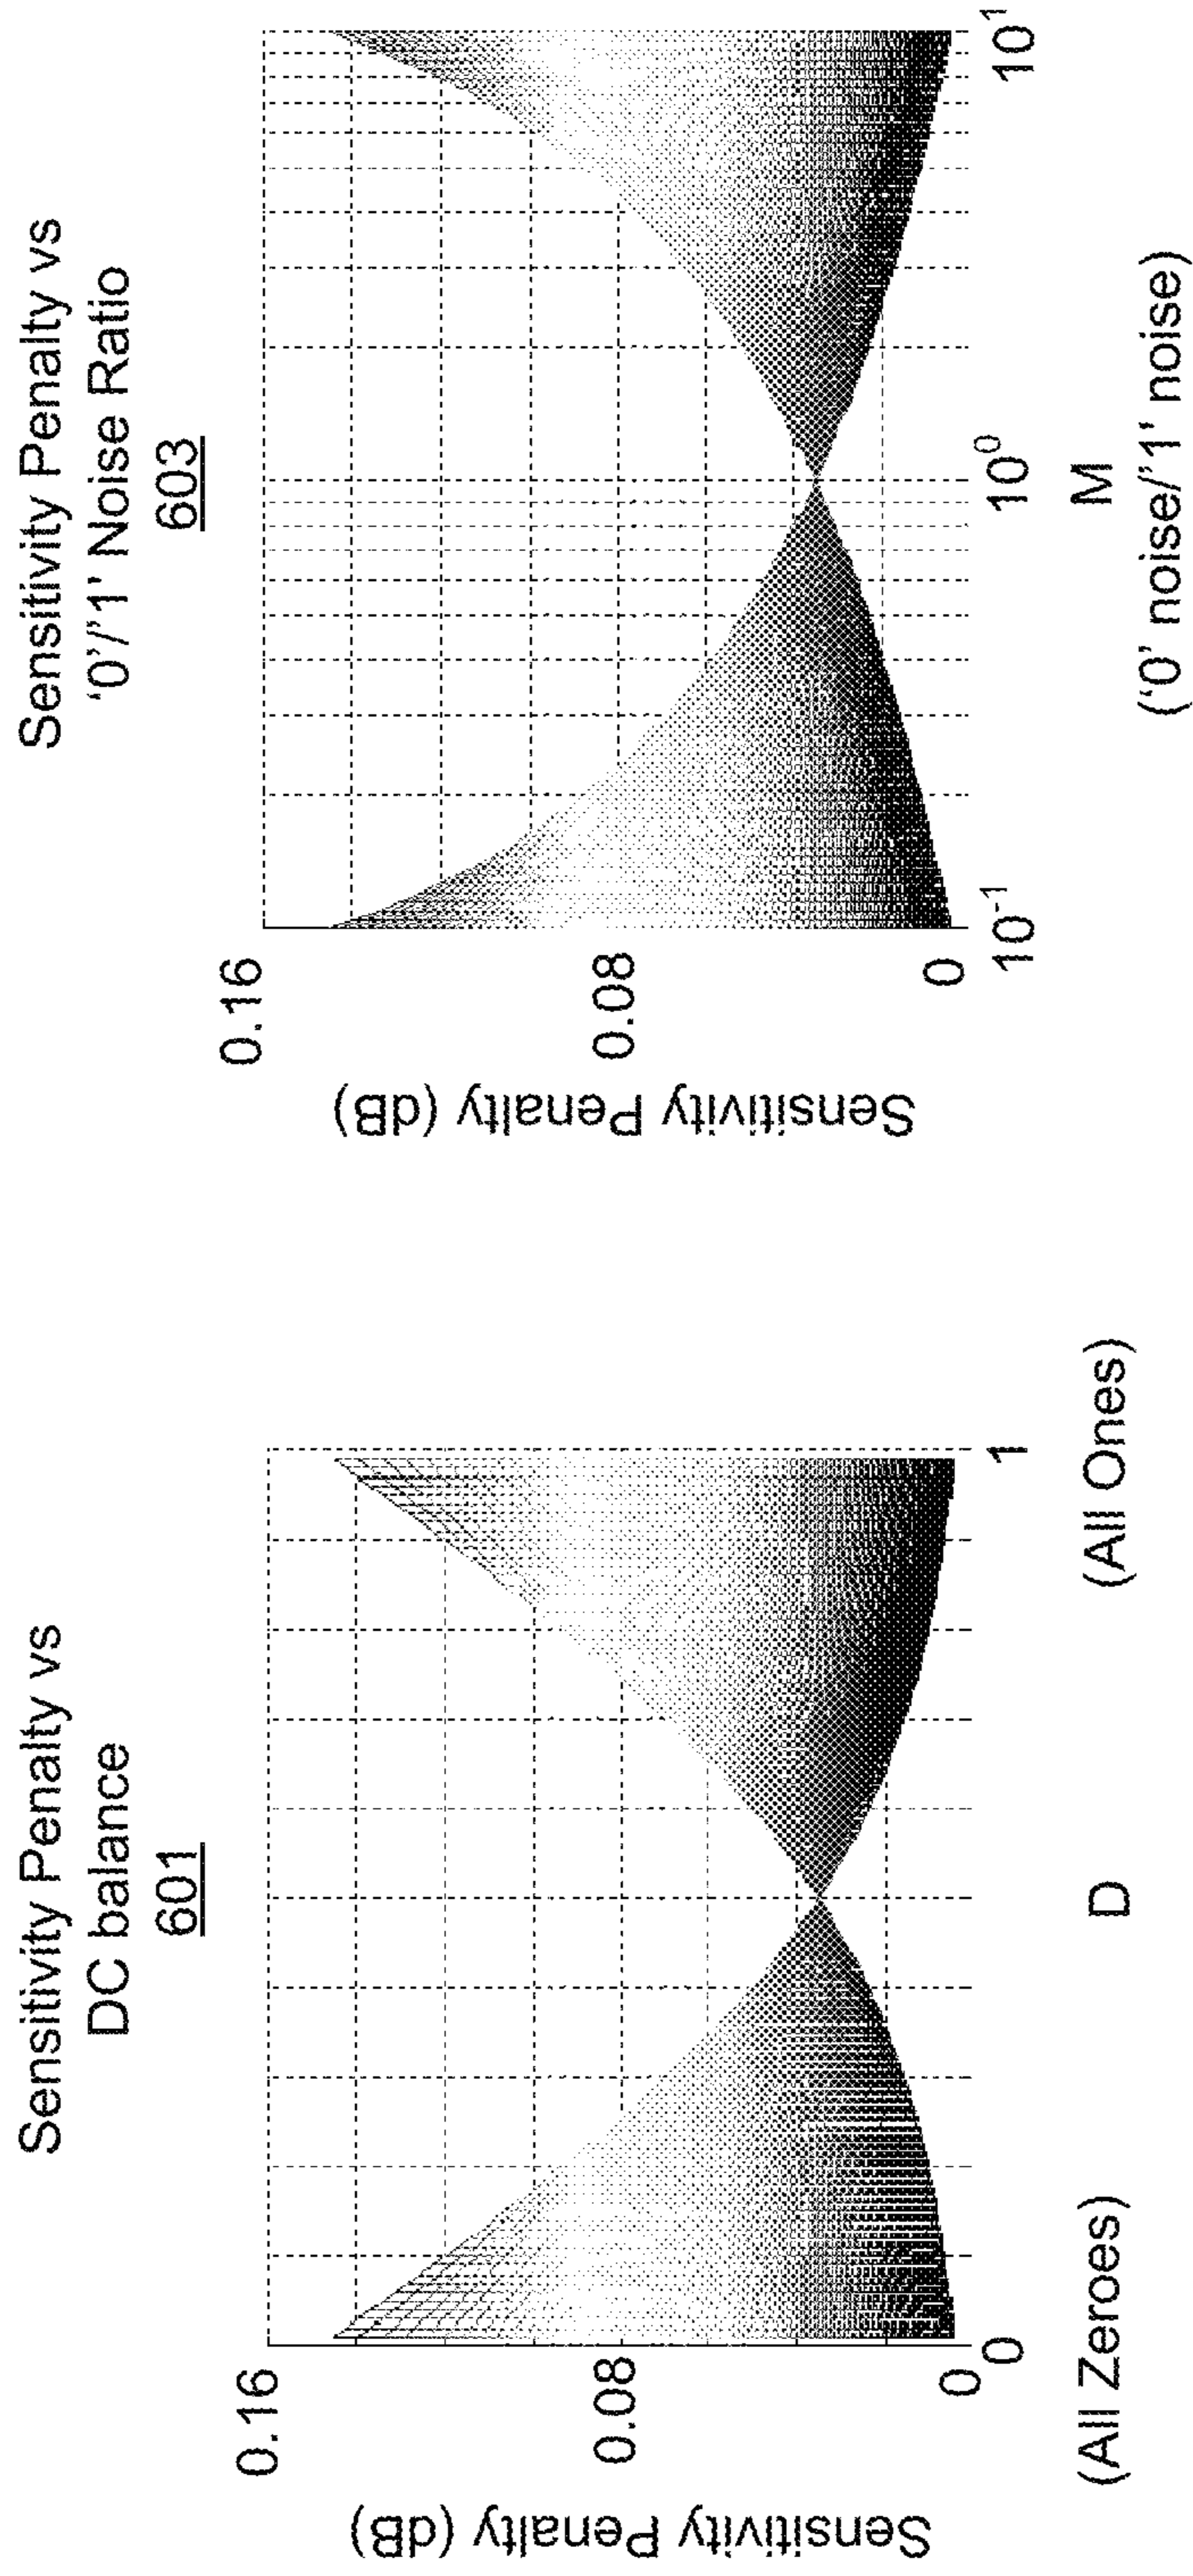 Sensitivity Penalty vs
DC balance
601
Sensitivity Penalty (dB)
0.16
0.08
0
0
1
(All Zeroes)
D
(All Ones)
Sensitivity Penalty vs
‘0’/’1' Noise Ratio
603
Sensitivity Penalty (dB)
0.16
0.08
0
10-1
100
101
M
(‘0’ noise/’1' noise)